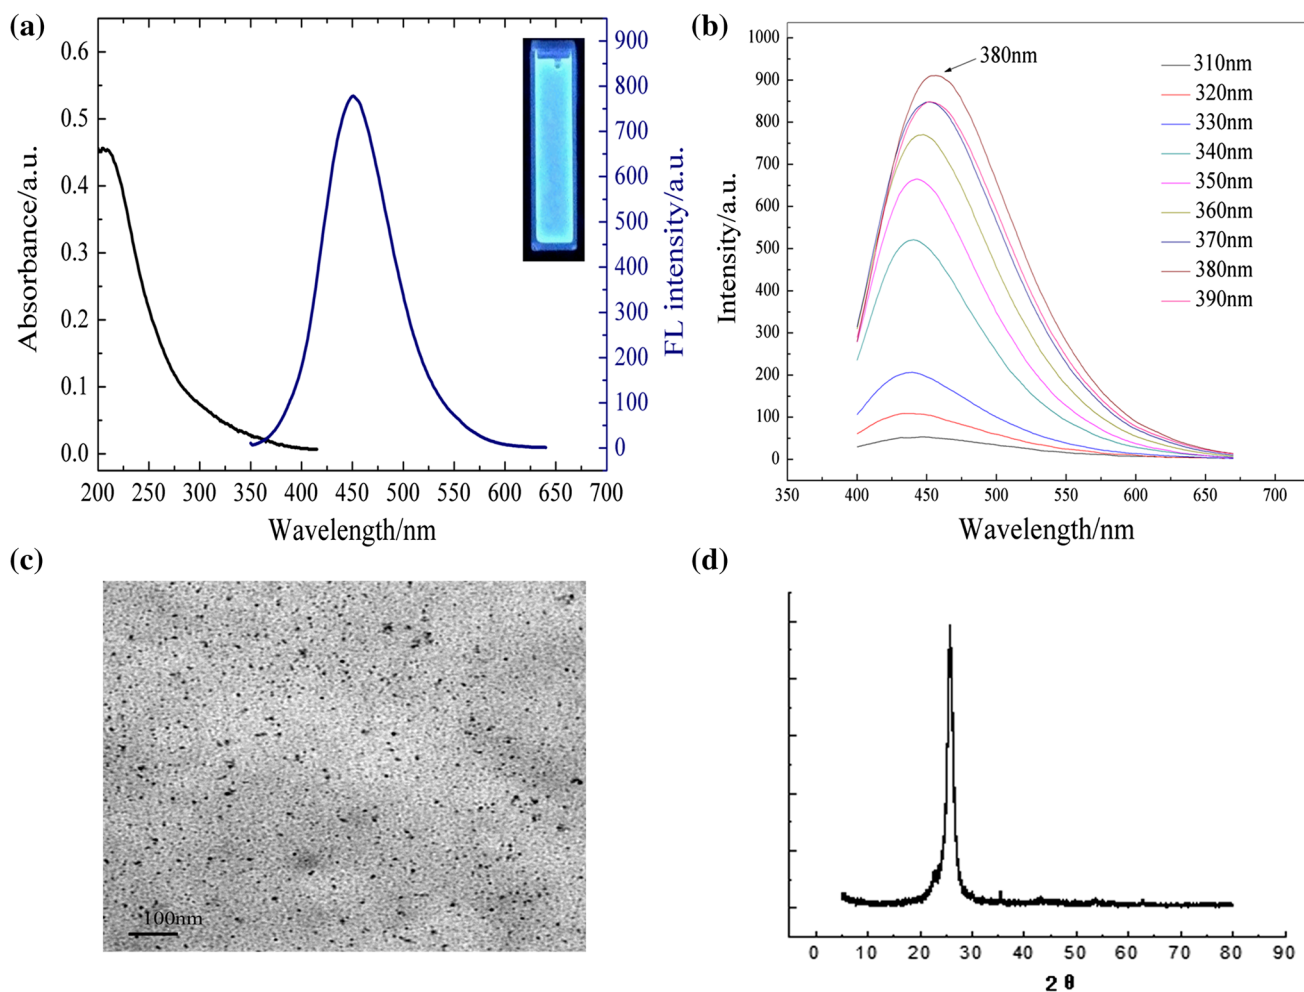 (a)
0.6
0.5
0.4
0.3
0.2
0.1
0.0
Absorbance/a.u.
900
800
700
600
500
400
300
200
100
0
FL intensity/a.u.
200 250 300 350 400 450 500 550 600 650 700
Wavelength/nm
(b)
1000
900
800
700
600
500
400
300
200
100
0
Intensity/a.u.
380nm
310nm
320nm
330nm
340nm
350nm
360nm
370nm
380nm
390nm
350 400 450 500 550 600 650 700
Wavelength/nm
(c)
100nm
(d)
0 10 20 30 40 50 60 70 80 90
2 θ